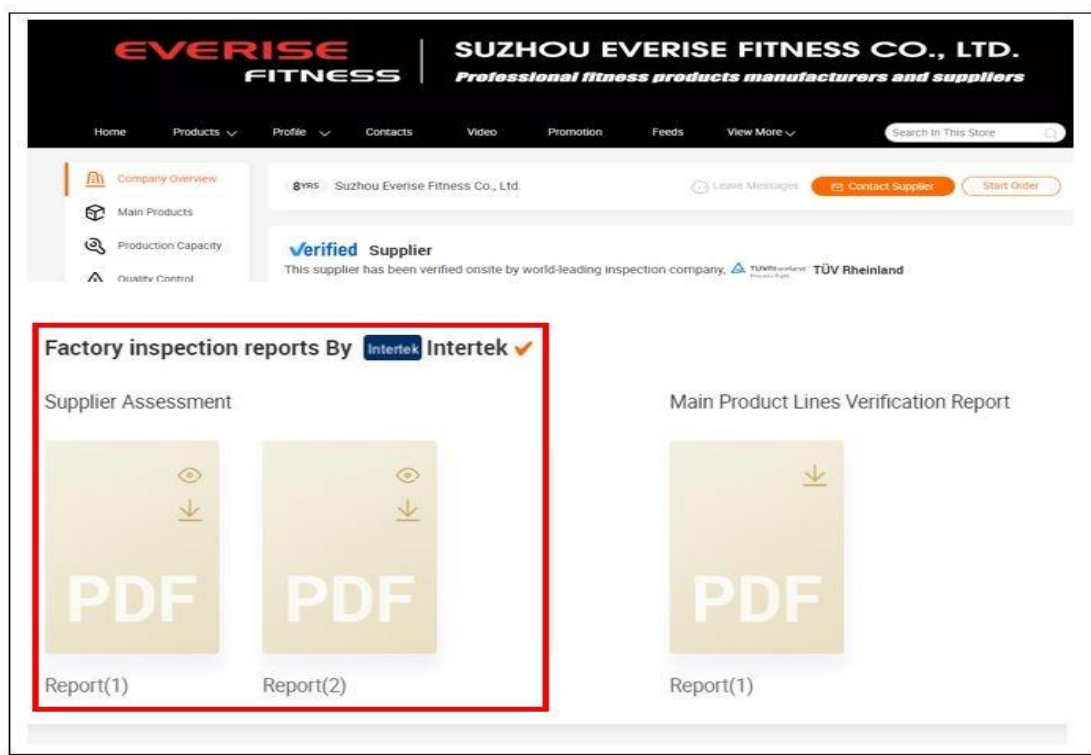 EVERISE
FITNESS
SUZHOU EVERISE FITNESS CO., LTD.
Professional fitness products manufacturers and suppliers
Home Products Profile Contacts Video Promotion Feeds View More Search In This Store
Company Overview
Main Products
Production Capacity
Quality Control
8YRS Suzhou Everise Fitness Co., Ltd. Leave Messages Contact Supplier Start Order
Verified Supplier
This supplier has been verified onsite by world-leading inspection company, TÜVRheinland TÜV Rheinland
Factory inspection reports By Intertek Intertek
Supplier Assessment
Main Product Lines Verification Report
PDF PDF PDF
Report(1) Report(2) Report(1)